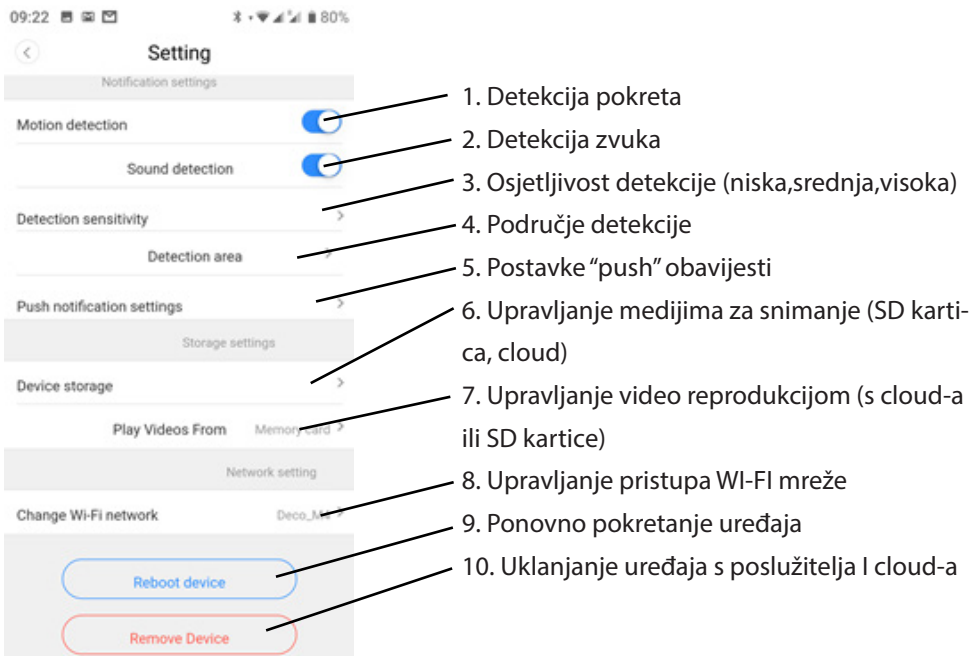 09:22 80%
Setting
Notification settings
Motion detection
Sound detection
Detection sensitivity
Detection area
Push notification settings
Storage settings
Device storage
Play Videos From Memory card
Network setting
Change Wi-Fi network Deco_M4
Reboot device
Remove Device
1. Detekcija pokreta
2. Detekcija zvuka
3. Osjetljivost detekcije (niska,srednja,visoka)
4. Područje detekcije
5. Postavke “push” obavijesti
6. Upravljanje medijima za snimanje (SD karti-
ca, cloud)
7. Upravljanje video reprodukcijom (s cloud-a
ili SD kartice)
8. Upravljanje pristupa WI-FI mreže
9. Ponovno pokretanje uređaja
10. Uklanjanje uređaja s poslužitelja I cloud-a